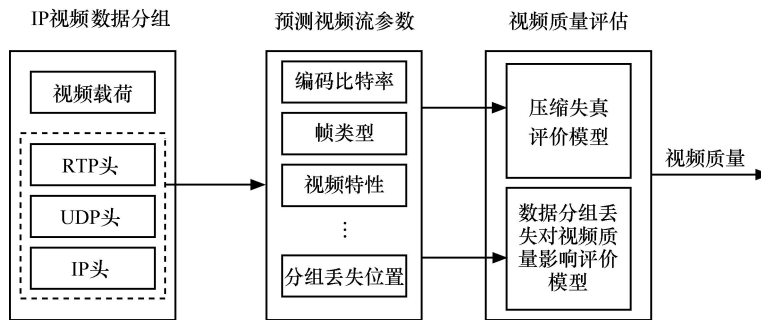 IP视频数据分组
视频载荷
RTP头
UDP头
IP头
预测视频流参数
编码比特率
帧类型
视频特性
⋮
分组丢失位置
视频质量评估
压缩失真
评价模型
数据分组丢
失对视频质
量影响评价
模型
视频质量